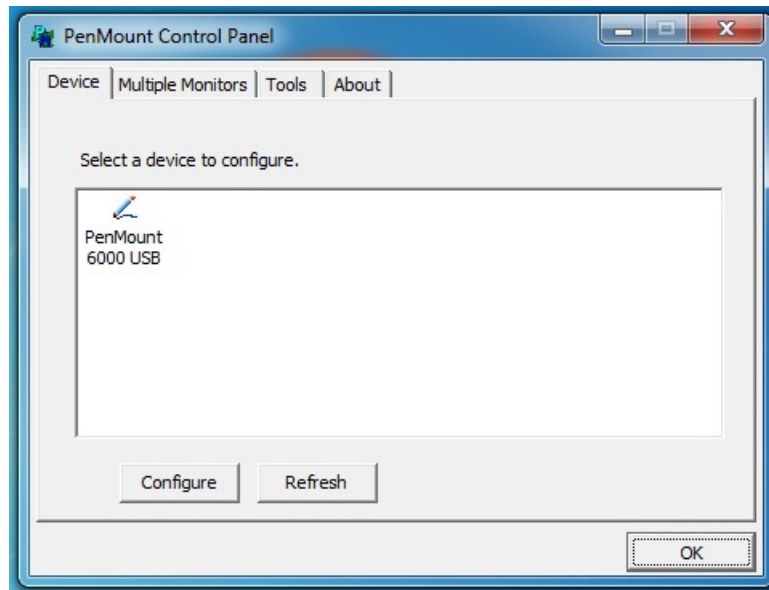 PenMount Control Panel
Device Multiple Monitors Tools About
Select a device to configure.
PenMount
6000 USB
Configure Refresh
OK